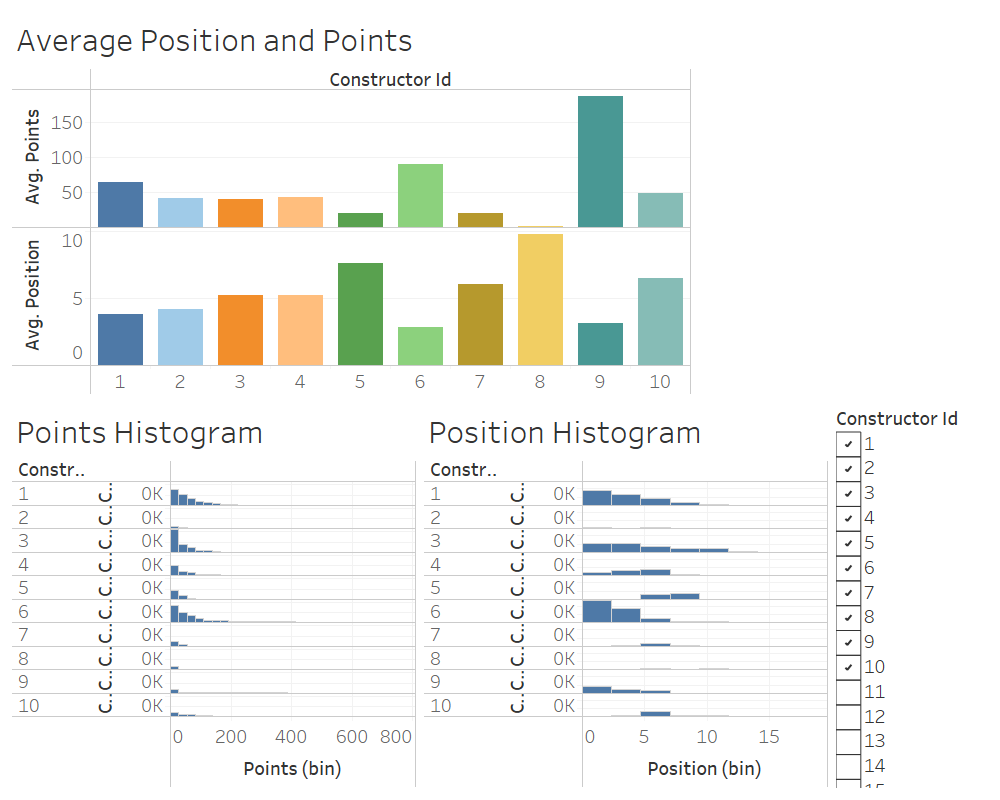 Average Position and Points
Constructor Id
Avg. Points
150
100
50
Avg. Position
10
5
0
1 2 3 4 5 6 7 8 9 10
Points Histogram
Constr..
1 C.. 0K
2 C.. 0K
3 C.. 0K
4 C.. 0K
5 C.. 0K
6 C.. 0K
7 C.. 0K
8 C.. 0K
9 C.. 0K
10 C.. 0K
0 200 400 600 800
Points (bin)
Position Histogram
Constr..
1 C.. 0K
2 C.. 0K
3 C.. 0K
4 C.. 0K
5 C.. 0K
6 C.. 0K
7 C.. 0K
8 C.. 0K
9 C.. 0K
10 C.. 0K
0 5 10 15
Position (bin)
Constructor Id
1
2
3
4
5
6
7
8
9
10
11
12
13
14